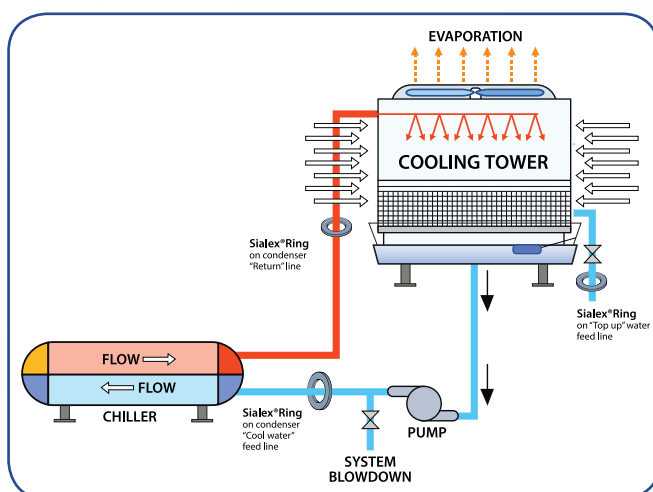 EVAPORATION
COOLING TOWER
Sialex®Ring
on condenser
"Return" line
Sialex®Ring
on "Top up" water
feed line
FLOW
FLOW
CHILLER
Sialex®Ring
on condenser
"Cool water"
feed line
PUMP
SYSTEM
BLOWDOWN